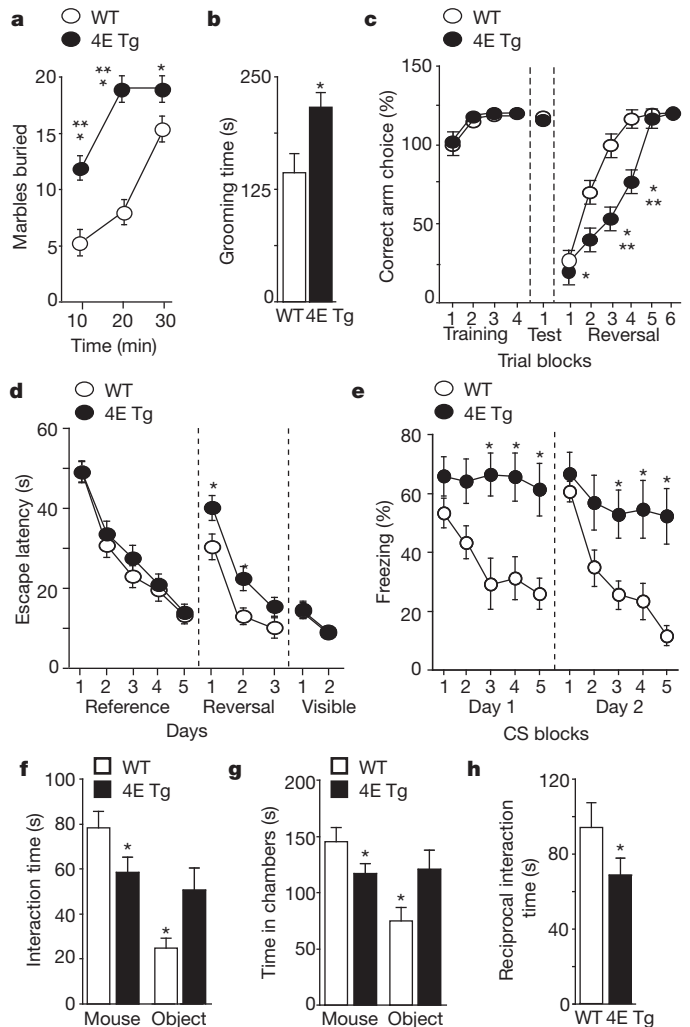 a
WT
4E Tg
Marbles buried
20
15
10
5
0
** *
** *
*
10 20 30
Time (min)
b
Grooming time (s)
250
125
0
*
WT 4E Tg
c
WT
4E Tg
Correct arm choice (%)
150
100
50
0
*
* **
* **
1 2 3 4 1 1 2 3 4 5 6
Training Test Reversal
Trial blocks
d
WT
4E Tg
Escape latency (s)
60
40
20
0
*
*
1 2 3 4 5 1 2 3 1 2
Reference Reversal Visible
Days
e
WT
4E Tg
Freezing (%)
80
60
40
20
0
* * *
* * *
1 2 3 4 5 1 2 3 4 5
Day 1 Day 2
CS blocks
f
WT
4E Tg
Interaction time (s)
100
80
60
40
20
0
*
*
Mouse Object
g
WT
4E Tg
Time in chambers (s)
200
150
100
50
0
*
*
Mouse Object
h
Reciprocal interaction
time (s)
120
80
40
0
*
WT 4E Tg